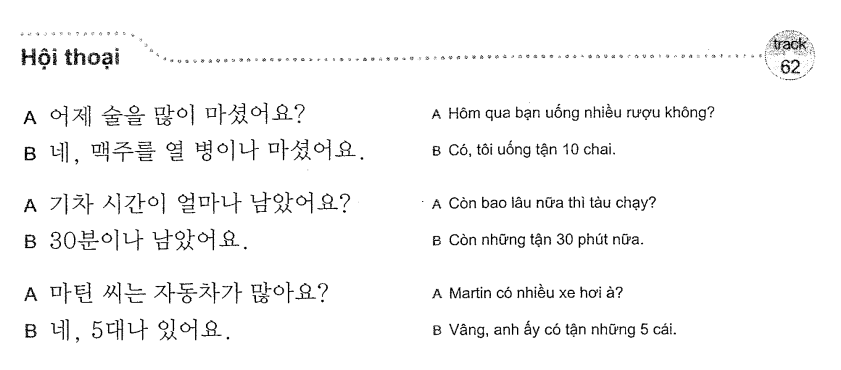 Hội thoại
track
62
A 어제 술을 많이 마셨어요?
B 네, 맥주를 열 병이나 마셨어요.
A 기차 시간이 얼마나 남았어요?
B 30분이나 남았어요.
A 마틴 씨는 자동차가 많아요?
B 네, 5대나 있어요.
A Hôm qua bạn uống nhiều rượu không?
B Có, tôi uống tận 10 chai.
A Còn bao lâu nữa thì tàu chạy?
B Còn những tận 30 phút nữa.
A Martin có nhiều xe hơi à?
B Vâng, anh ấy có tận những 5 cái.